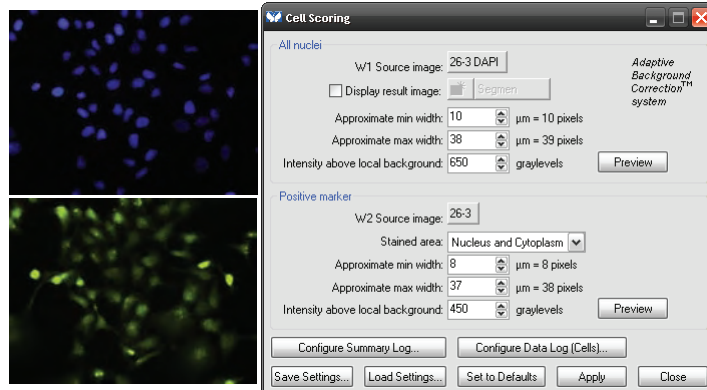 Cell Scoring
All nuclei
W1 Source image: 26-3 DAPI
Adaptive
Background
Correction™
system
Display result image: Segmen
Approximate min width: 10 µm = 10 pixels
Approximate max width: 38 µm = 39 pixels
Intensity above local background: 650 graylevels Preview
Positive marker
W2 Source image: 26-3
Stained area: Nucleus and Cytoplasm
Approximate min width: 8 µm = 8 pixels
Approximate max width: 37 µm = 38 pixels
Intensity above local background: 450 graylevels Preview
Configure Summary Log... Configure Data Log (Cells)...
Save Settings... Load Settings... Set to Defaults Apply Close